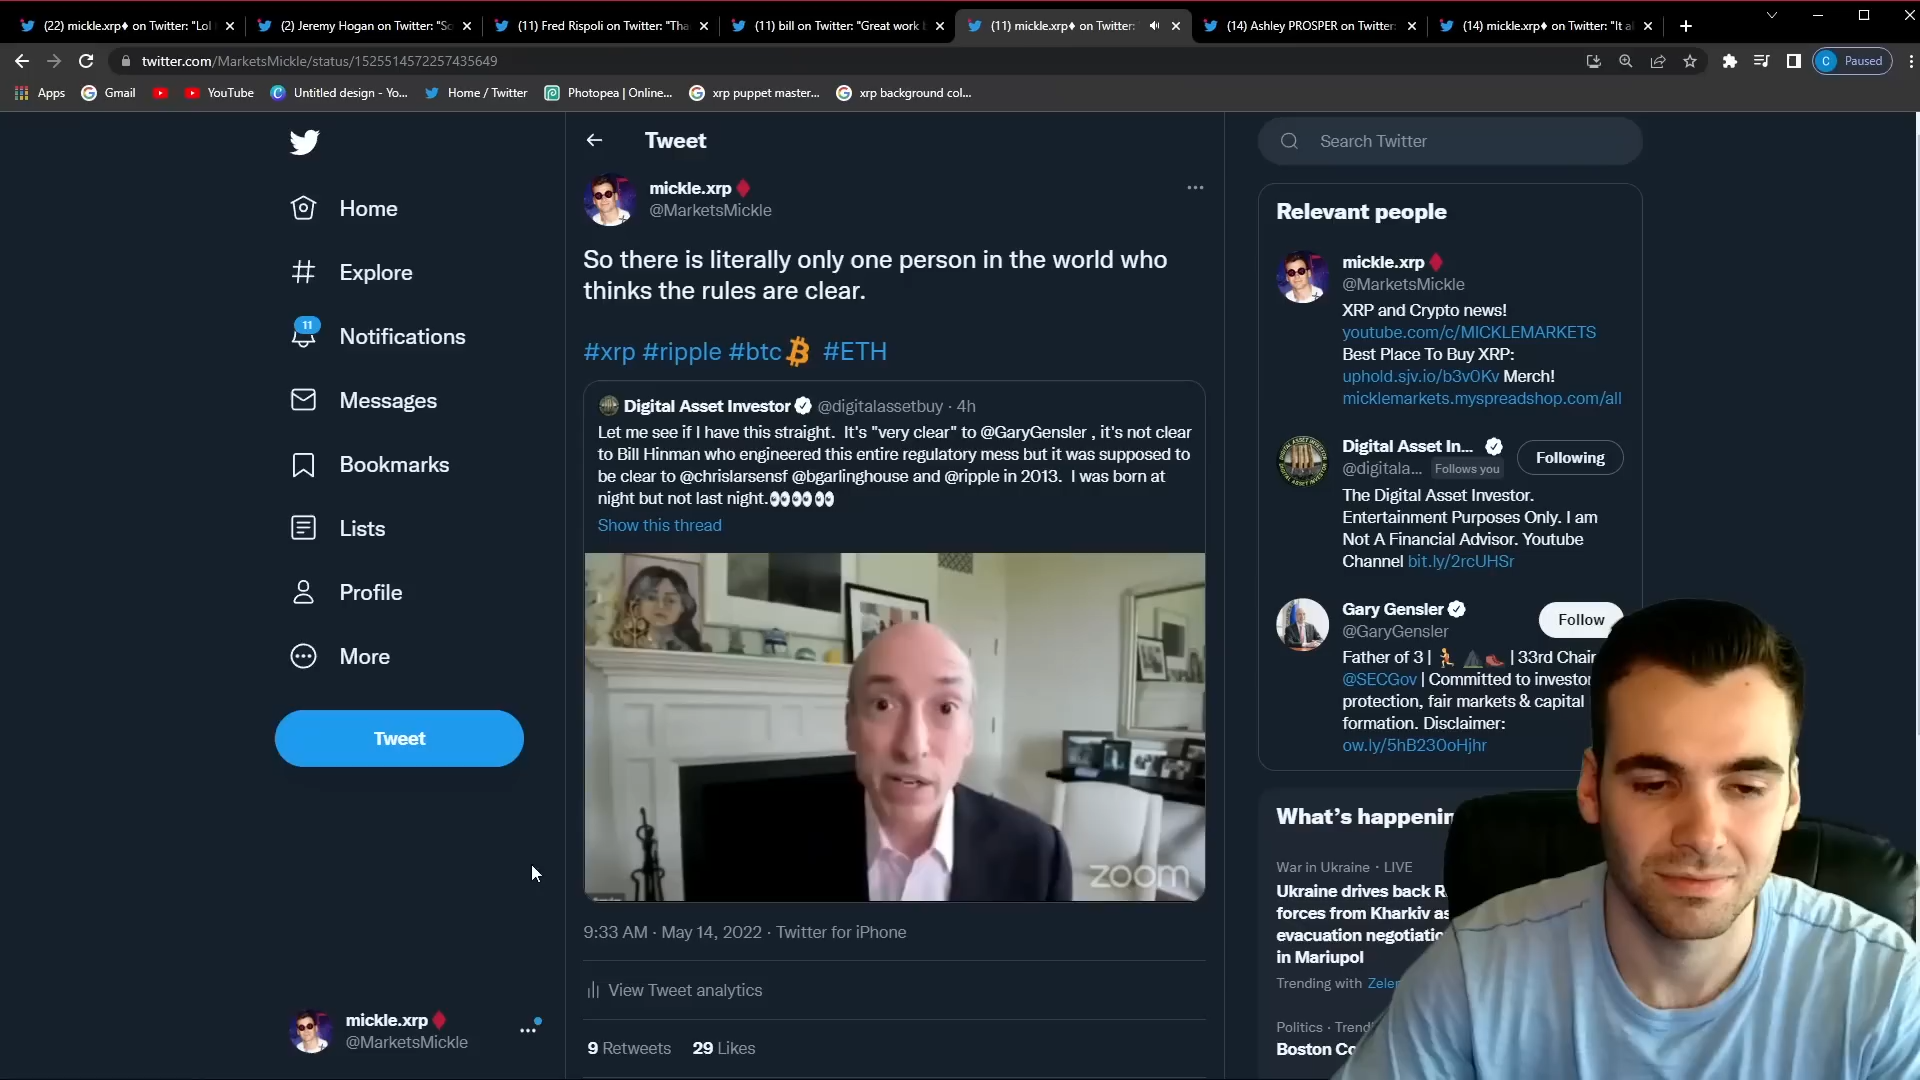 (22) mickle.xrp♦ on Twitter: "Lol
(2) Jeremy Hogan on Twitter: "So
(11) Fred Rispoli on Twitter: "Tha
(11) bill on Twitter: "Great work
(11) mickle.xrp♦ on Twitter:
(14) Ashley PROSPER on Twitter:
(14) mickle.xrp♦ on Twitter: "It al
twitter.com/MarketsMickle/status/1525514572257435649
C Paused
Apps
Gmail
YouTube
Untitled design - Yo...
Home / Twitter
Photopea | Online...
xrp puppet master...
xrp background col...
Home
Explore
11
Notifications
Messages
Bookmarks
Lists
Profile
More
Tweet
mickle.xrp♦
@MarketsMickle
Tweet
mickle.xrp♦
@MarketsMickle
So there is literally only one person in the world who
thinks the rules are clear.
#xrp #ripple #btc #ETH
Digital Asset Investor @digitalassetbuy · 4h
Let me see if I have this straight. It's "very clear" to @GaryGensler , it's not clear
to Bill Hinman who engineered this entire regulatory mess but it was supposed to
be clear to @chrislarsensf @bgarlinghouse and @ripple in 2013. I was born at
night but not last night.👀👀👀
Show this thread
zoom
9:33 AM · May 14, 2022 · Twitter for iPhone
View Tweet analytics
9 Retweets 29 Likes
Search Twitter
Relevant people
mickle.xrp♦
@MarketsMickle
XRP and Crypto news!
youtube.com/c/MICKLEMARKETS
Best Place To Buy XRP:
uphold.sjv.io/b3v0Kv Merch!
micklemarkets.myspreadshop.com/all
Digital Asset In...
@digitala... Follows you
Following
The Digital Asset Investor.
Entertainment Purposes Only. I am
Not A Financial Advisor. Youtube
Channel bit.ly/2rcUHSr
Gary Gensler
@GaryGensler
Follow
Father of 3 | | 33rd Chair
@SECGov | Committed to investor
protection, fair markets & capital
formation. Disclaimer:
ow.ly/5hB230oHjhr
What's happenin
War in Ukraine · LIVE
Ukraine drives back R
forces from Kharkiv as
evacuation negotiatio
in Mariupol
Trending with Zelen
Politics · Trend
Boston Co